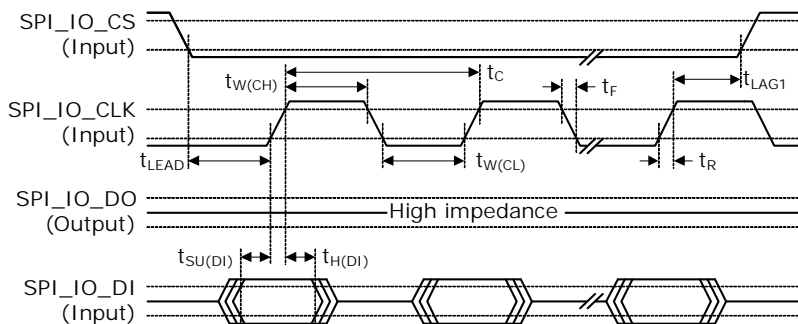 SPI_IO_CS
(Input)
tW(CH)
tC
tF
tLAG1
SPI_IO_CLK
(Input)
tLEAD
tW(CL)
tR
SPI_IO_DO
(Output)
High impedance
tSU(DI)
tH(DI)
SPI_IO_DI
(Input)